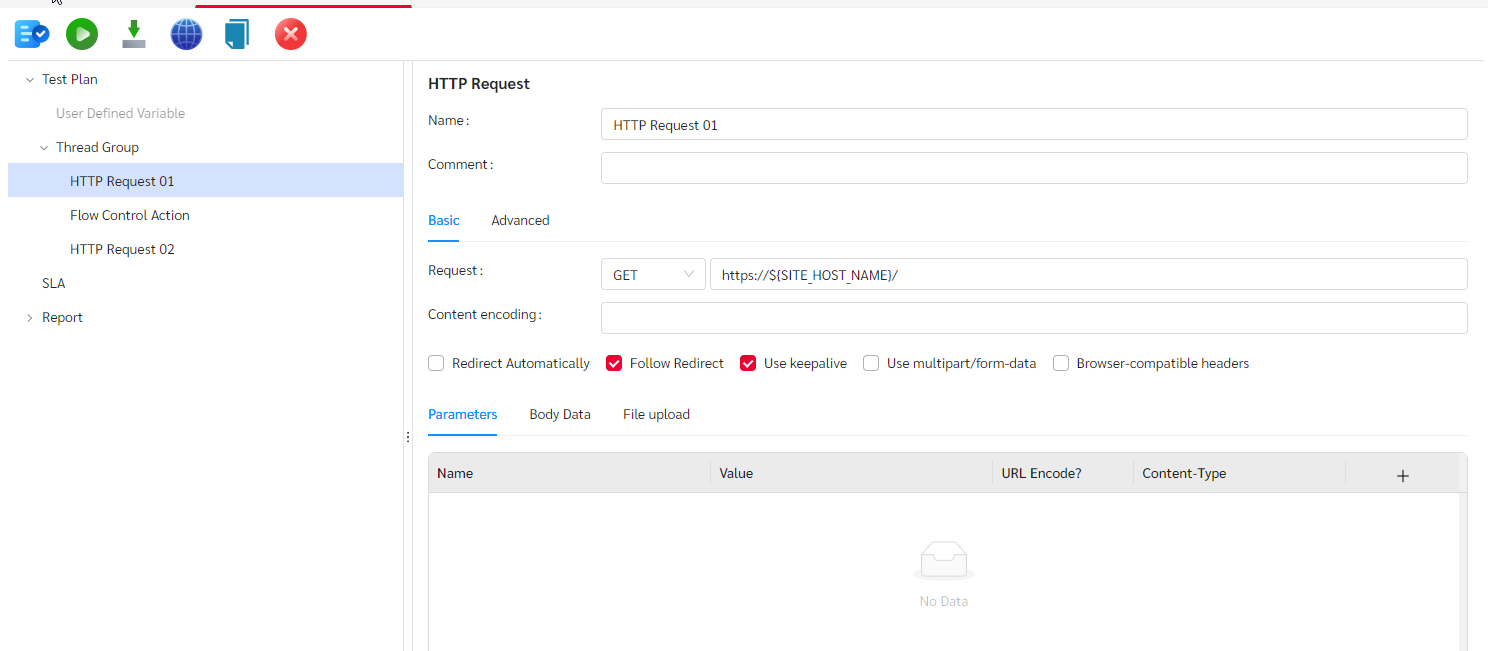 Test Plan
User Defined Variable
Thread Group
HTTP Request 01
Flow Control Action
HTTP Request 02
SLA
Report
HTTP Request
Name :
HTTP Request 01
Comment :
Basic
Advanced
Request :
GET
https://${SITE_HOST_NAME}/
Content encoding :
Redirect Automatically
Follow Redirect
Use keepalive
Use multipart/form-data
Browser-compatible headers
Parameters
Body Data
File upload
Name
Value
URL Encode?
Content-Type
No Data